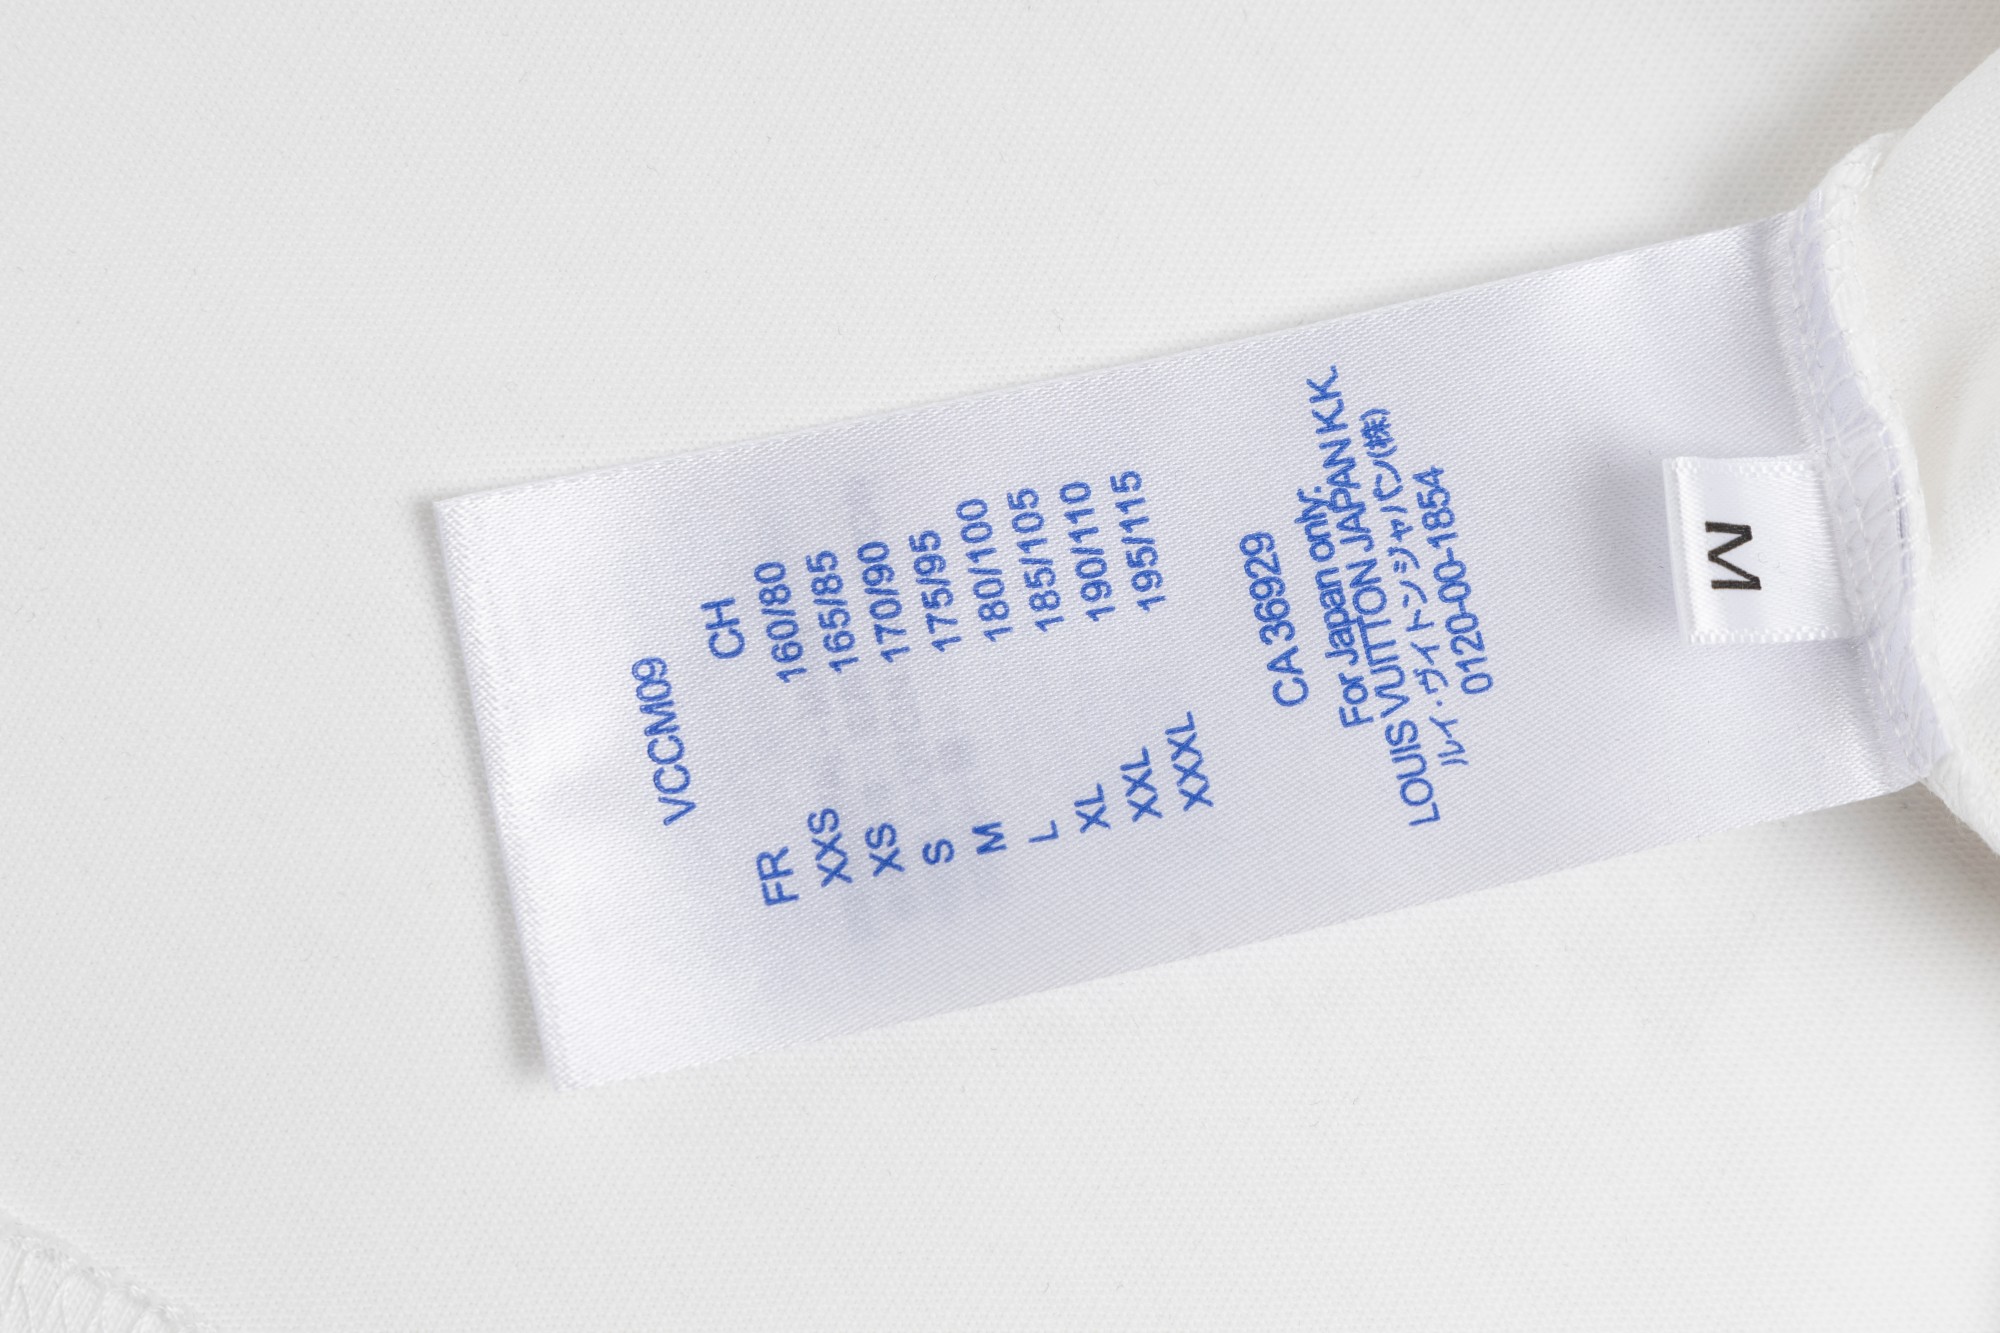 VCCM09
FR CH
XXS 160/80
XS 165/85
S 170/90
M 175/95
L 180/100
XL 185/105
XXL 190/110
XXXL 195/115
CA 36929
For Japan only:
LOUIS VUITTON JAPAN K.K.
ルイ・ヴィトンジャパン(株)
0120-00-1854
M